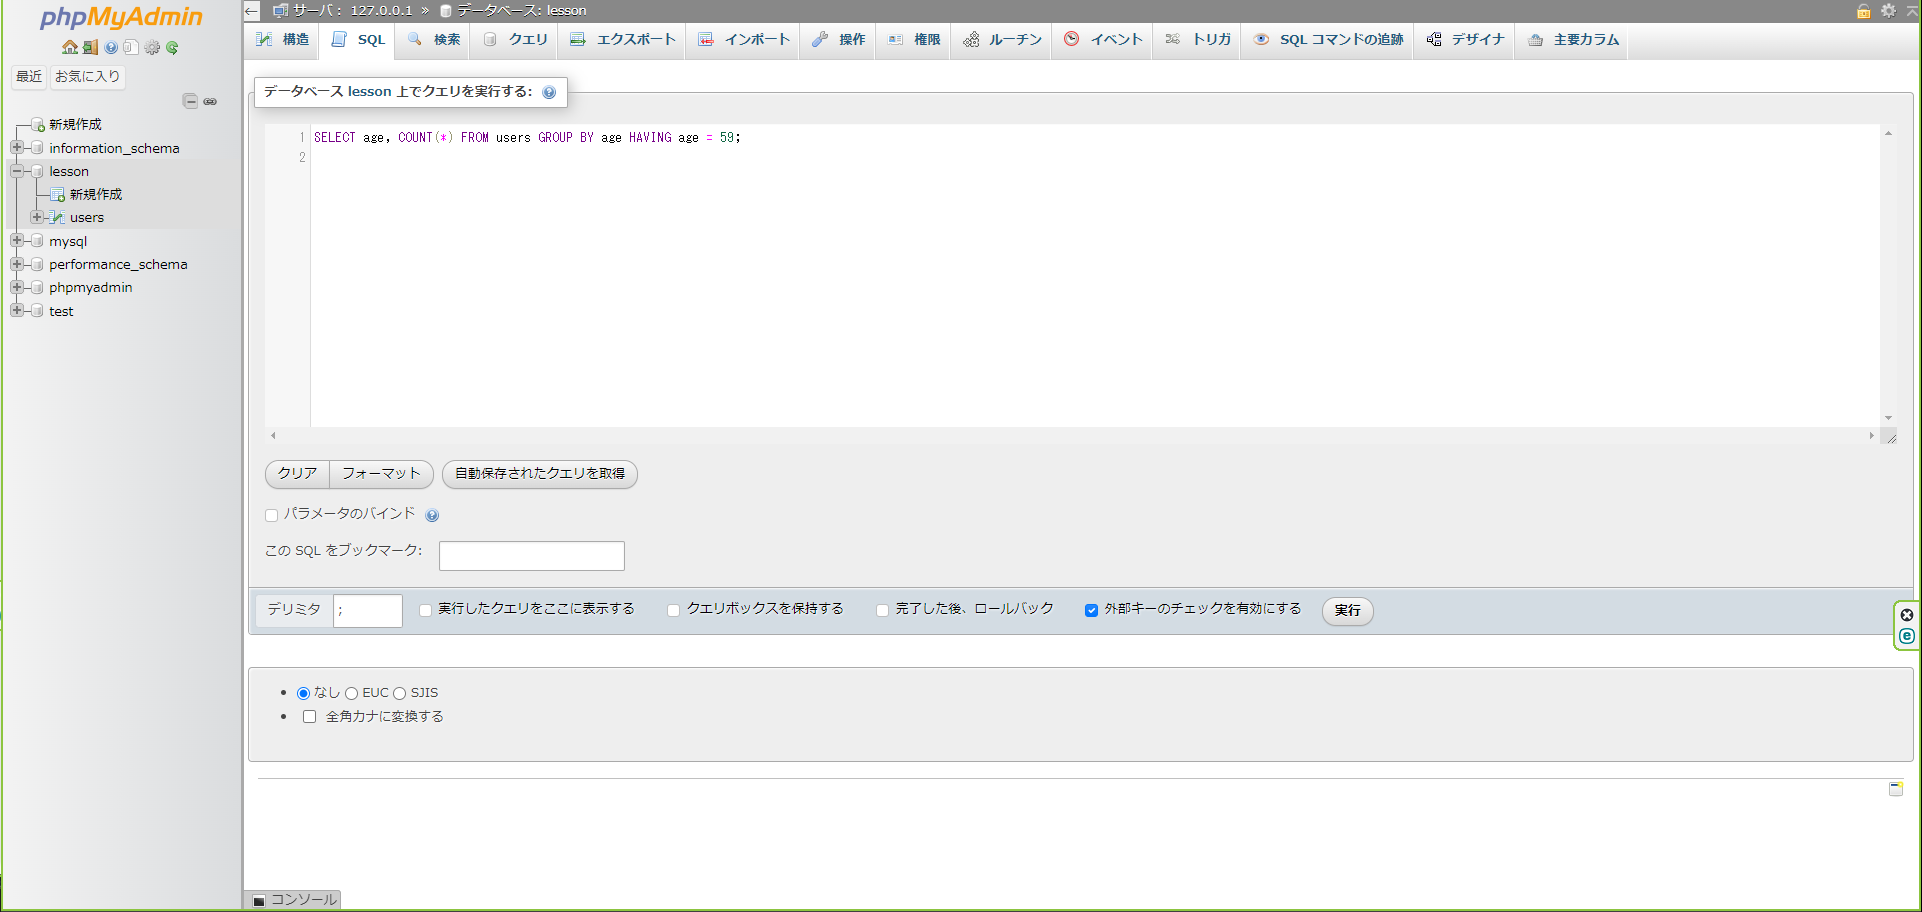 phpMyAdmin
最近 お気に入り
新規作成
information_schema
lesson
新規作成
users
mysql
performance_schema
phpmyadmin
test
サーバ: 127.0.0.1 » データベース: lesson
構造 SQL 検索 クエリ エクスポート インポート 操作 権限 ルーチン イベント トリガ SQL コマンドの追跡 デザイナ 主要カラム
データベース lesson 上でクエリを実行する:
1 SELECT age, COUNT(*) FROM users GROUP BY age HAVING age = 59;
2
クリア フォーマット 自動保存されたクエリを取得
パラメータのバインド
この SQL をブックマーク:
デリミタ ; 実行したクエリをここに表示する クエリボックスを保持する 完了した後、ロールバック 外部キーのチェックを有効にする 実行
なし EUC SJIS
全角カナに変換する
コンソール